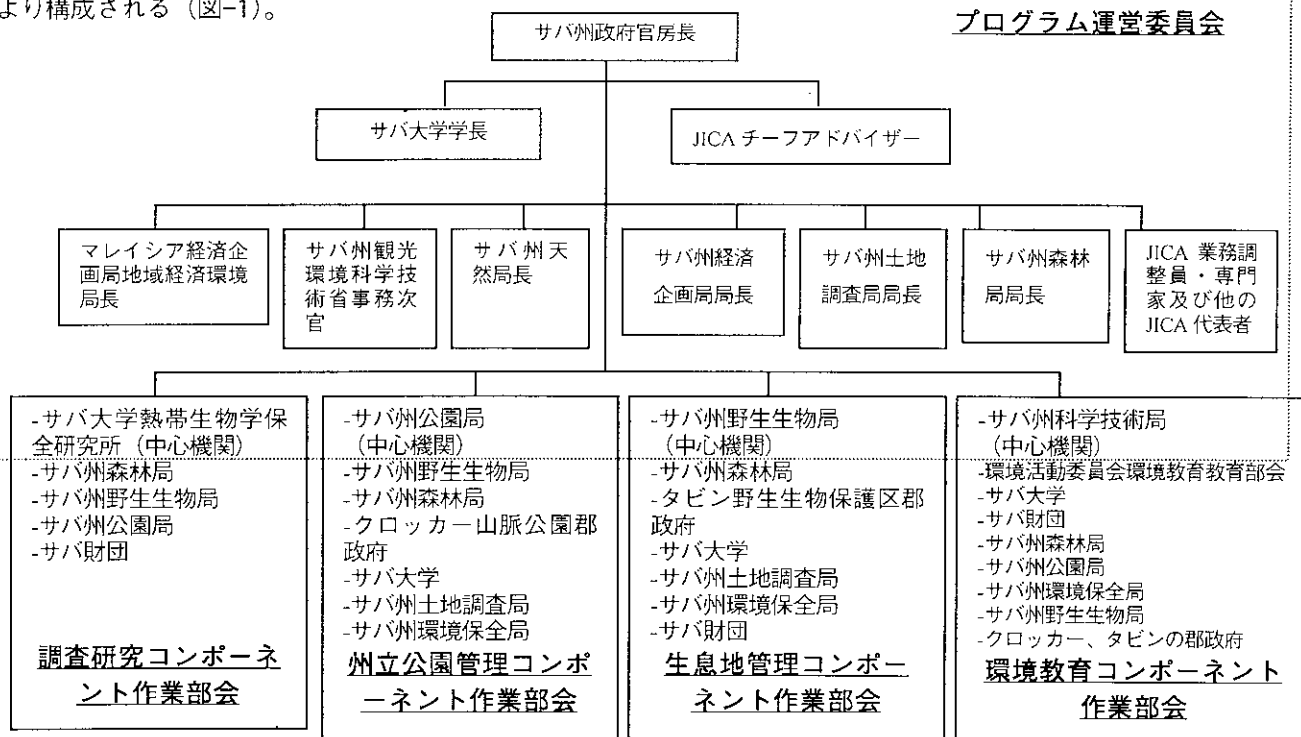 より構成される（図-1）。
プログラム運営委員会
サバ州政府官房長
サバ大学学長
JICA チーフアドバイザー
マレイシア経済企
画局地域経済環境
局長
サバ州観光
環境科学技
術省事務次
官
サバ州天
然局長
サバ州経済
企画局局長
サバ州土地
調査局局長
サバ州森林
局局長
JICA 業務調
整員・専門
家及び他の
JICA 代表者
-サバ大学熱帯生物学保
全研究所（中心機関）
-サバ州森林局
-サバ州野生生物局
-サバ州公園局
-サバ財団
調査研究コンポーネ
ント作業部会
-サバ州公園局
（中心機関）
-サバ州野生生物局
-サバ州森林局
-クロッカー山脈公園郡
政府
-サバ大学
-サバ州土地調査局
-サバ州環境保全局
州立公園管理コンポ
ーネント作業部会
-サバ州野生生物局
（中心機関）
-サバ州森林局
-タビン野生生物保護区郡
政府
-サバ大学
-サバ州土地調査局
-サバ州環境保全局
-サバ財団
生息地管理コンポー
ネント作業部会
-サバ州科学技術局
（中心機関）
-環境活動委員会環境教育教育部会
-サバ大学
-サバ財団
-サバ州森林局
-サバ州公園局
-サバ州環境保全局
-サバ州野生生物局
-クロッカー、タビンの郡政府
環境教育コンポーネント
作業部会